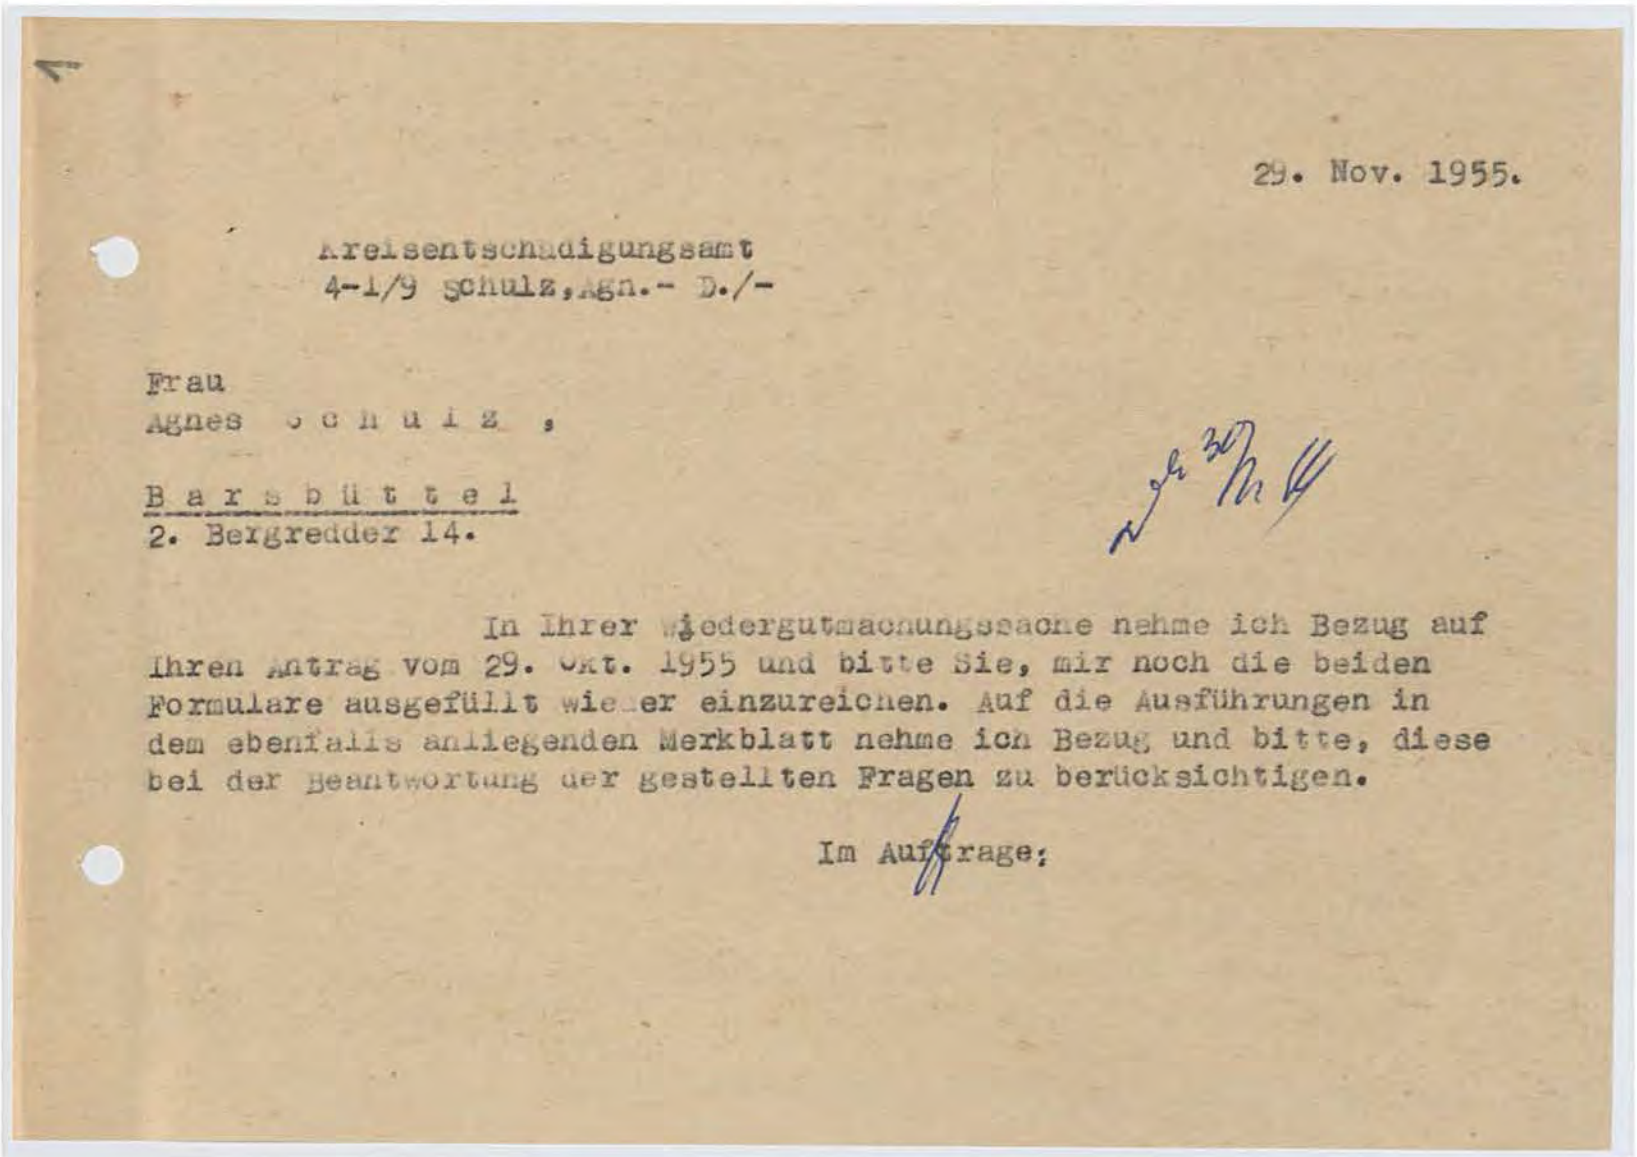 29. Nov. 1955.
Kreisentschädigungsamt
4-1/9 Schulz,Agn.- D./-
Frau
Agnes S c h u l z ,
B a r s b ü t t e l
2. Bergredder 14.
In Ihrer Wiedergutmachungssache nehme ich Bezug auf
Ihren Antrag vom 29. Okt. 1955 und bitte Sie, mir noch die beiden
Formulare ausgefüllt wieder einzureichen. Auf die Ausführungen in
dem ebenfalls anliegenden Merkblatt nehme ich Bezug und bitte, diese
bei der Beantwortung der gestellten Fragen zu berücksichtigen.
Im Auftrage: